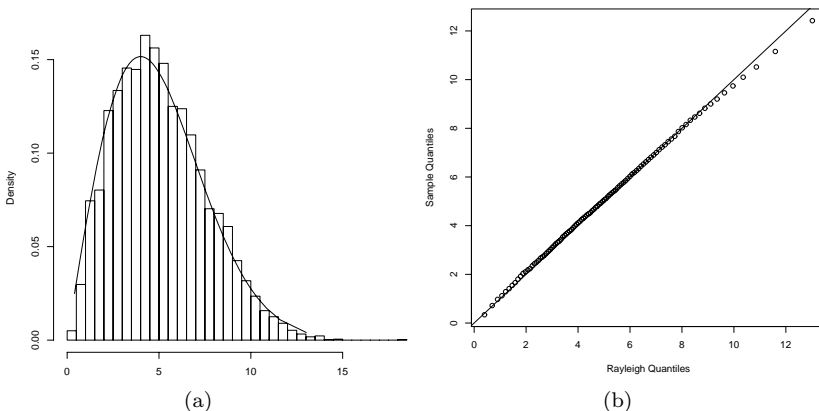 Density
0.00 0.05 0.10 0.15
0 5 10 15
(a)
Sample Quantiles
0 2 4 6 8 10 12
0 2 4 6 8 10 12
Rayleigh Quantiles
(b)